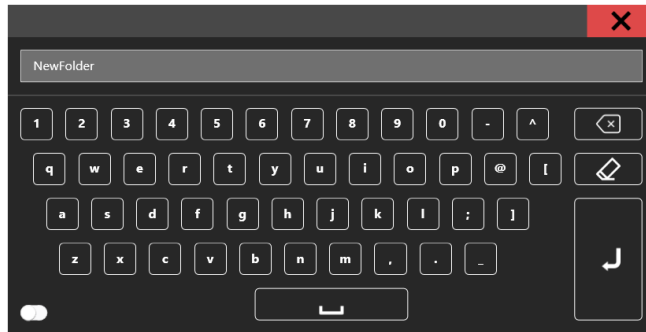 NewFolder
1 2 3 4 5 6 7 8 9 0 - ^
q w e r t y u i o p @ [
a s d f g h j k l ; ]
z x c v b n m , . _